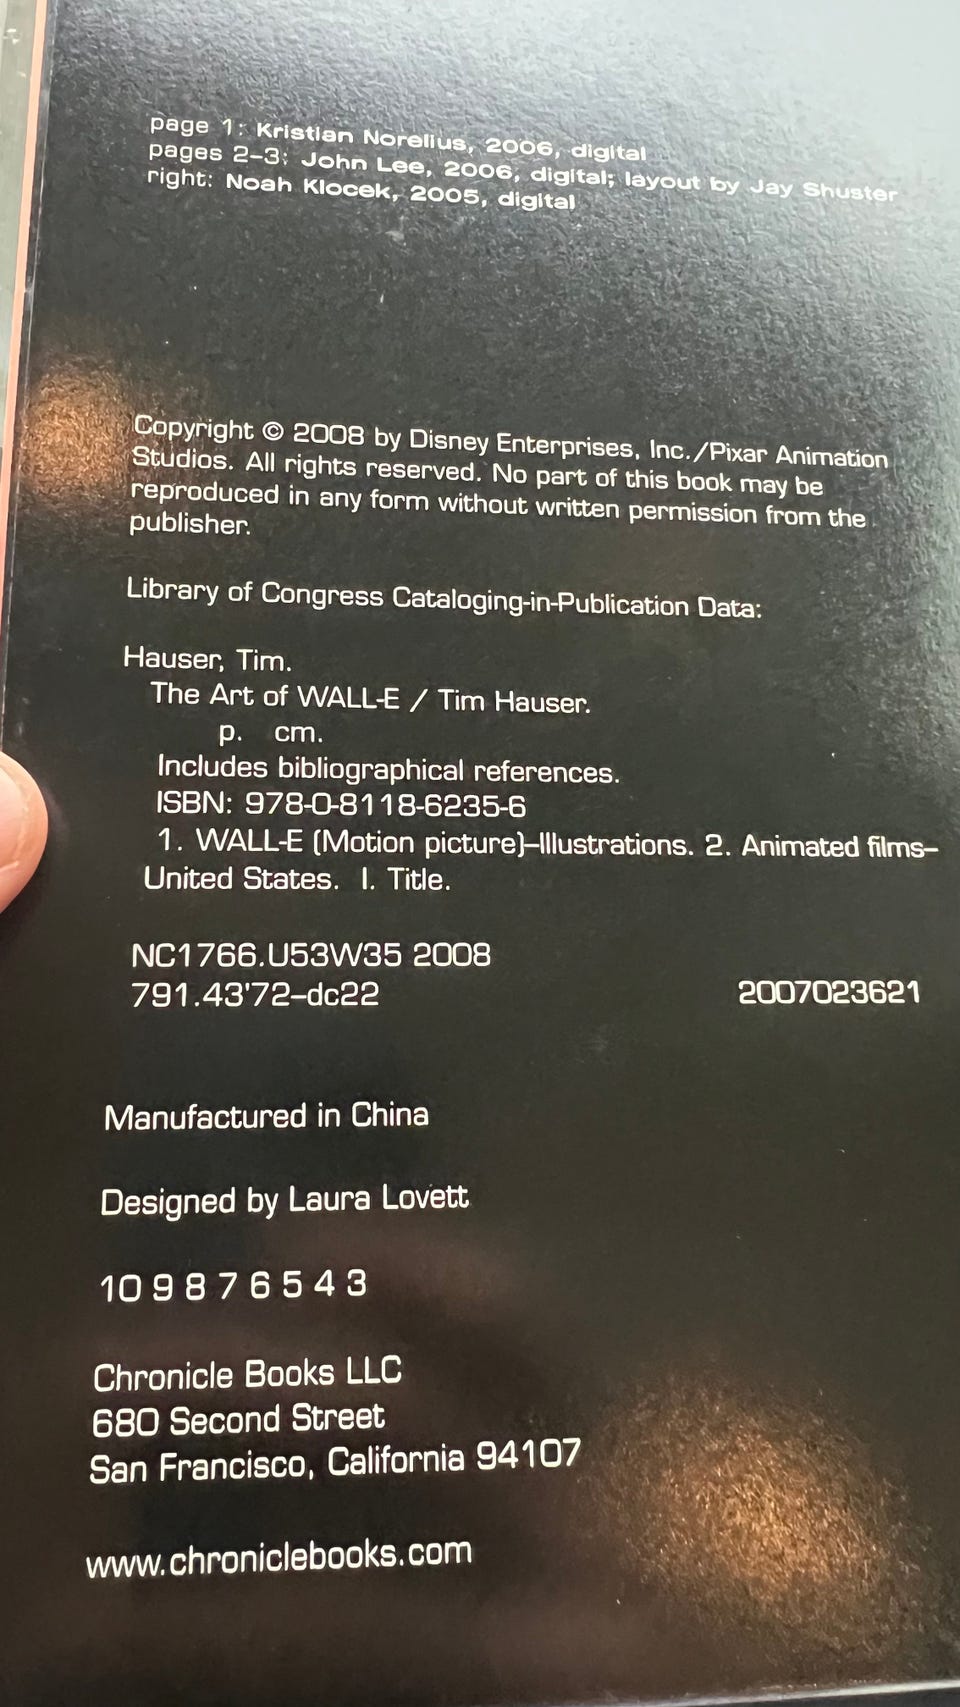 page 1: Kristian Norelius, 2006, digital
pages 2–3: John Lee, 2006, digital; layout by Jay Shuster
right: Noah Klocek, 2005, digital
Copyright © 2008 by Disney Enterprises, Inc./Pixar Animation
Studios. All rights reserved. No part of this book may be
reproduced in any form without written permission from the
publisher.
Library of Congress Cataloging-in-Publication Data:
Hauser, Tim.
The Art of WALL-E / Tim Hauser.
p. cm.
Includes bibliographical references.
ISBN: 978-0-8118-6235-6
1. WALL-E (Motion picture)–Illustrations. 2. Animated films–
United States. I. Title.
NC1766.U53W35 2008
791.43'72–dc22 2007023621
Manufactured in China
Designed by Laura Lovett
10 9 8 7 6 5 4 3
Chronicle Books LLC
680 Second Street
San Francisco, California 94107
www.chroniclebooks.com